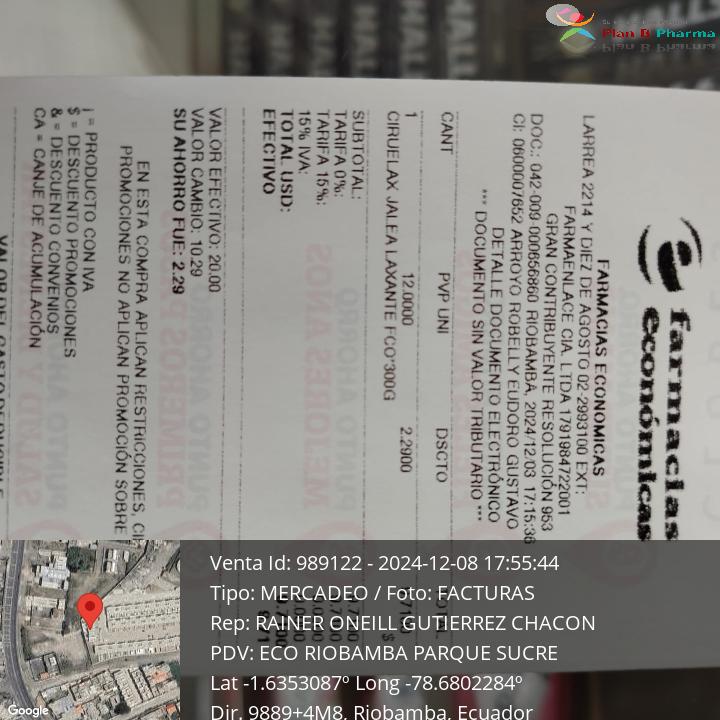 Plan B Pharma
farmacias
económicas
FARMACIAS ECONOMICAS
LARREA 2214 Y DIEZ DE AGOSTO 02-2993100 EXT:
FARMAENLACE CIA. LTDA 1791984722001
GRAN CONTRIBUYENTE RESOLUCIÓN 953
DOC.: 042-009-000656860 RIOBAMBA, 2024/12/03 17:15:36
CI: 0600007652 ARROYO ROBELLY EUDORO GUSTAVO
DETALLE DOCUMENTO ELECTRÓNICO
*** DOCUMENTO SIN VALOR TRIBUTARIO ***
CANT PVP UNI DSCTO
CIRUELAX JALEA LAXANTE FCO*300G
1 12.0000 2.2900
SUBTOTAL:
TARIFA 0%:
TARIFA 15%:
15% IVA:
TOTAL USD:
EFECTIVO
VALOR EFECTIVO: 20.00
VALOR CAMBIO: 10.29
SU AHORRO FUE: 2.29
EN ESTA COMPRA APLICAN RESTRICCIONES,
PROMOCIONES NO APLICAN PROMOCIÓN SOBRE
= PRODUCTO CON IVA
$ = DESCUENTO PROMOCIONES
& = DESCUENTO CONVENIOS
CA = CANJE DE ACUMULACIÓN
Venta Id: 989122 - 2024-12-08 17:55:44
Tipo: MERCADEO / Foto: FACTURAS
Rep: RAINER ONEILL GUTIERREZ CHACON
PDV: ECO RIOBAMBA PARQUE SUCRE
Lat -1.6353087º Long -78.6802284º
Dir. 9889+4M8, Riobamba, Ecuador
Google